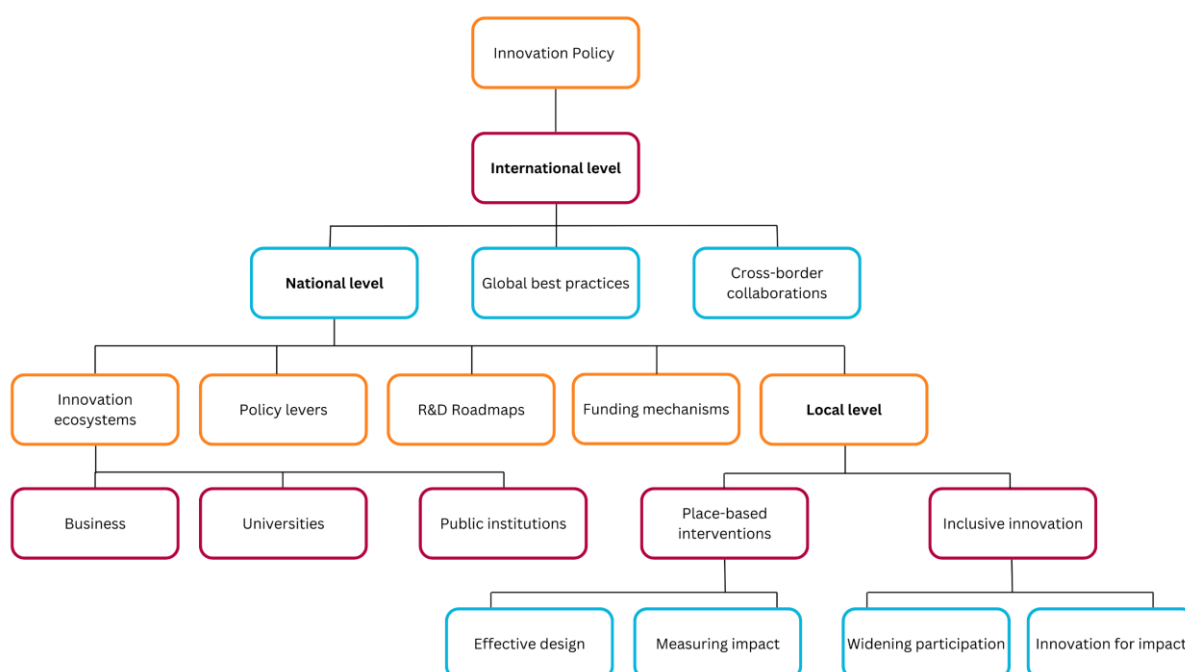 Innovation Policy
International level
National level
Global best practices
Cross-border
collaborations
Innovation
ecosystems
Policy levers
R&D Roadmaps
Funding mechanisms
Local level
Business
Universities
Public institutions
Place-based
interventions
Inclusive innovation
Effective design
Measuring impact
Widening participation
Innovation for impact